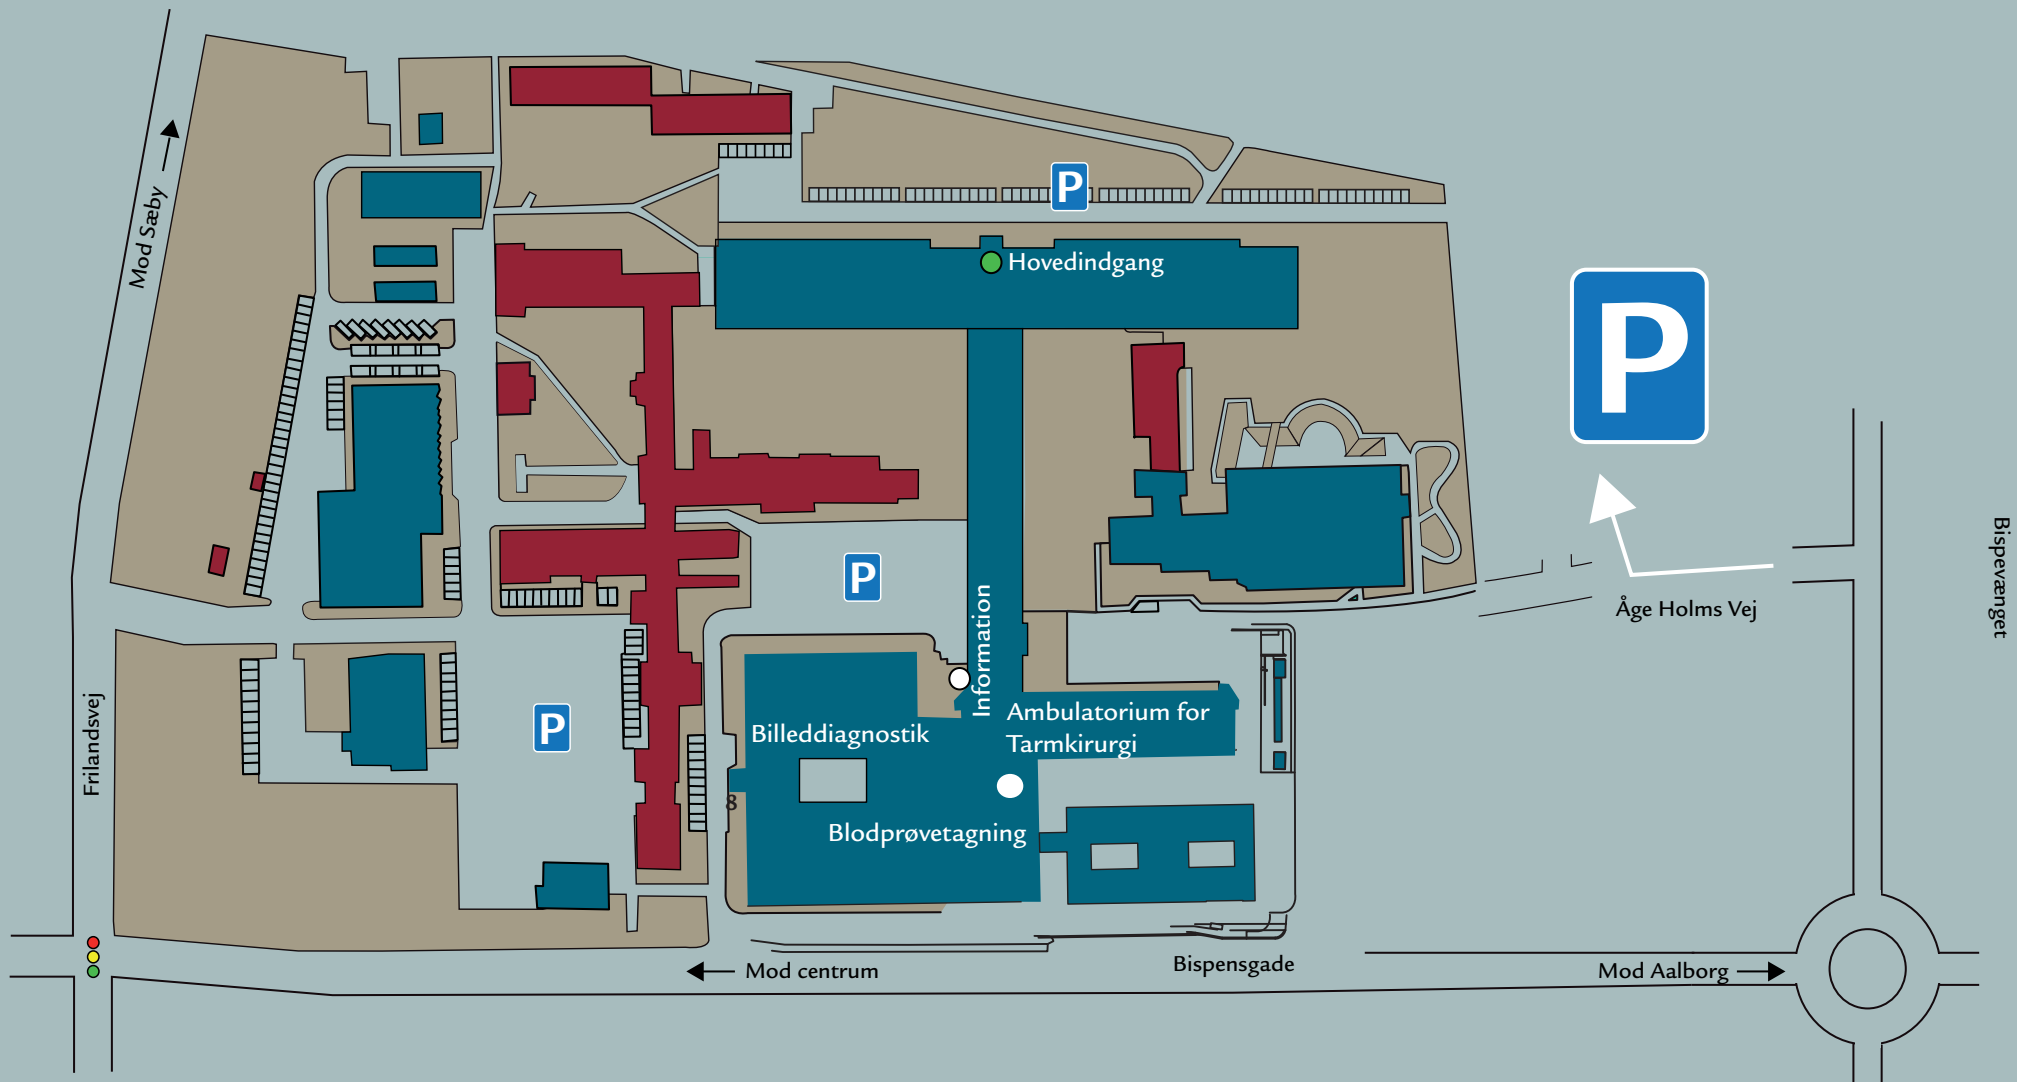 Mod Sæby
P
Hovedindgang
P
P
Information
Åge Holms Vej
Bispevænget
Frilandsvej
P
Billeddiagnostik
Ambulatorium for
Tarmkirurgi
8
Blodprøvetagning
Mod centrum
Bispensgade
Mod Aalborg